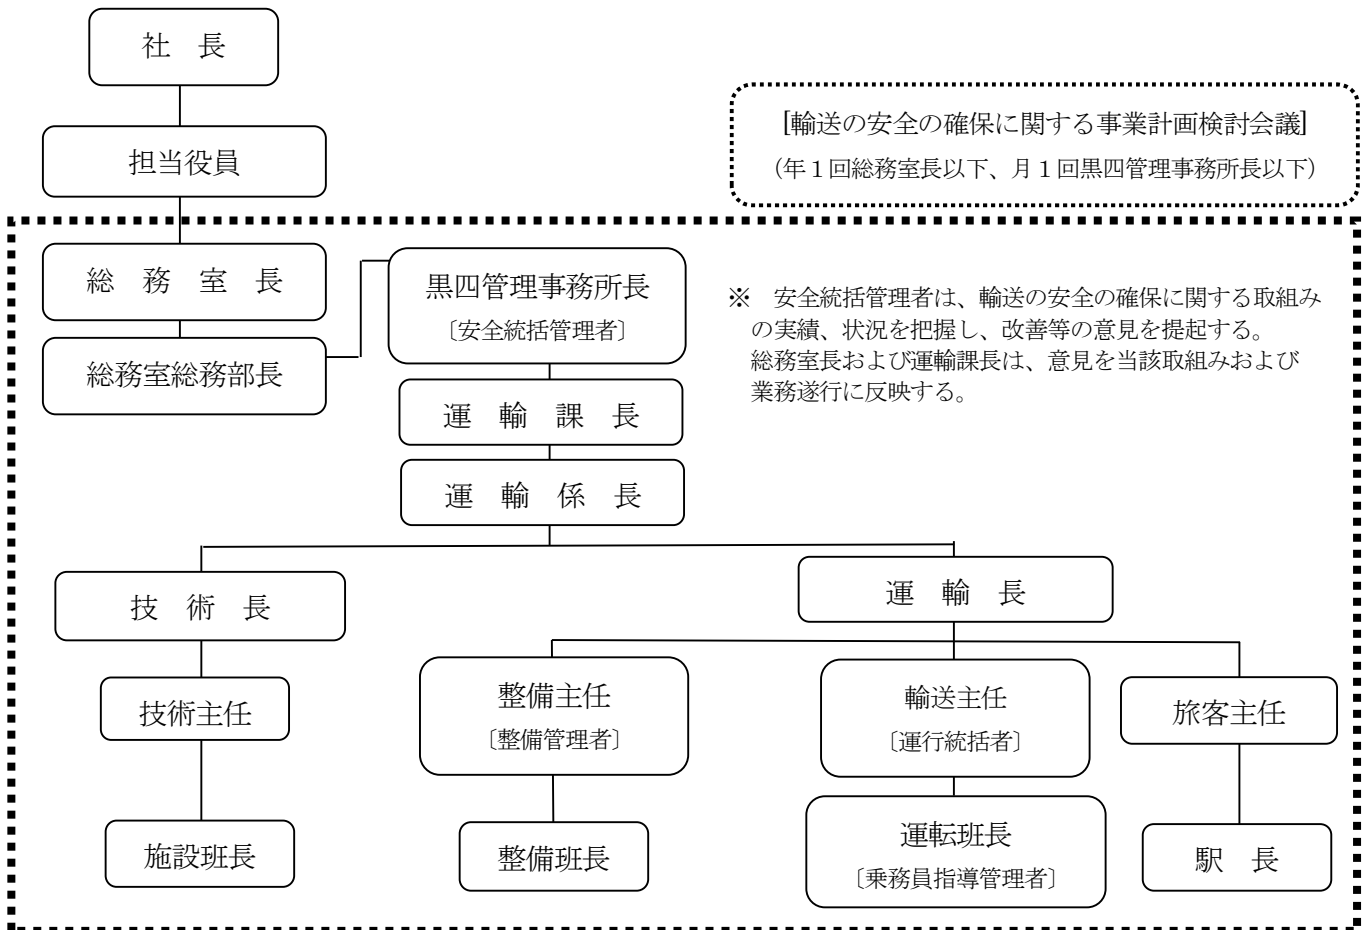 社　長
[輸送の安全の確保に関する事業計画検討会議]
（年１回総務室長以下、月１回黒四管理事務所長以下）
担当役員
総　務　室　長
総務室総務部長
黒四管理事務所長
〔安全統括管理者〕
※　安全統括管理者は、輸送の安全の確保に関する取組み
の実績、状況を把握し、改善等の意見を提起する。
総務室長および運輸課長は、意見を当該取組みおよび
業務遂行に反映する。
運　輸　課　長
運　輸　係　長
技　術　長
運　輸　長
技術主任
整備主任
〔整備管理者〕
輸送主任
〔運行統括者〕
旅客主任
施設班長
整備班長
運転班長
〔乗務員指導管理者〕
駅　長